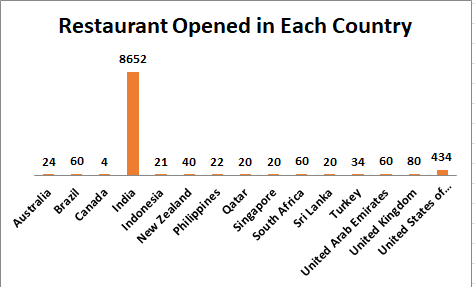 Restaurant Opened in Each Country
8652
24 60 4 21 40 22 20 20 60 20 34 60 80 434
Australia
Brazil
Canada
India
Indonesia
New Zealand
Philippines
Qatar
Singapore
South Africa
Sri Lanka
Turkey
United Arab Emirates
United Kingdom
United States of...